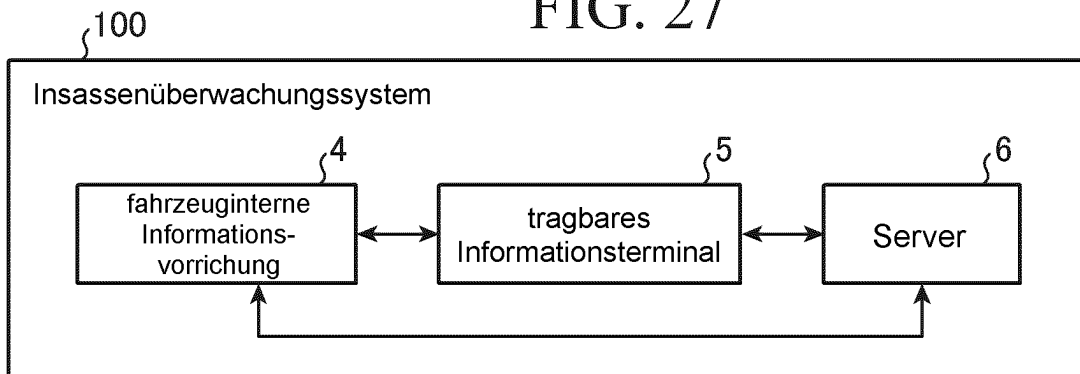 FIG. 27
100
Insassenüberwachungssystem
4
fahrzeuginterne
Informations-
vorrichung
5
tragbares
Informationsterminal
6
Server